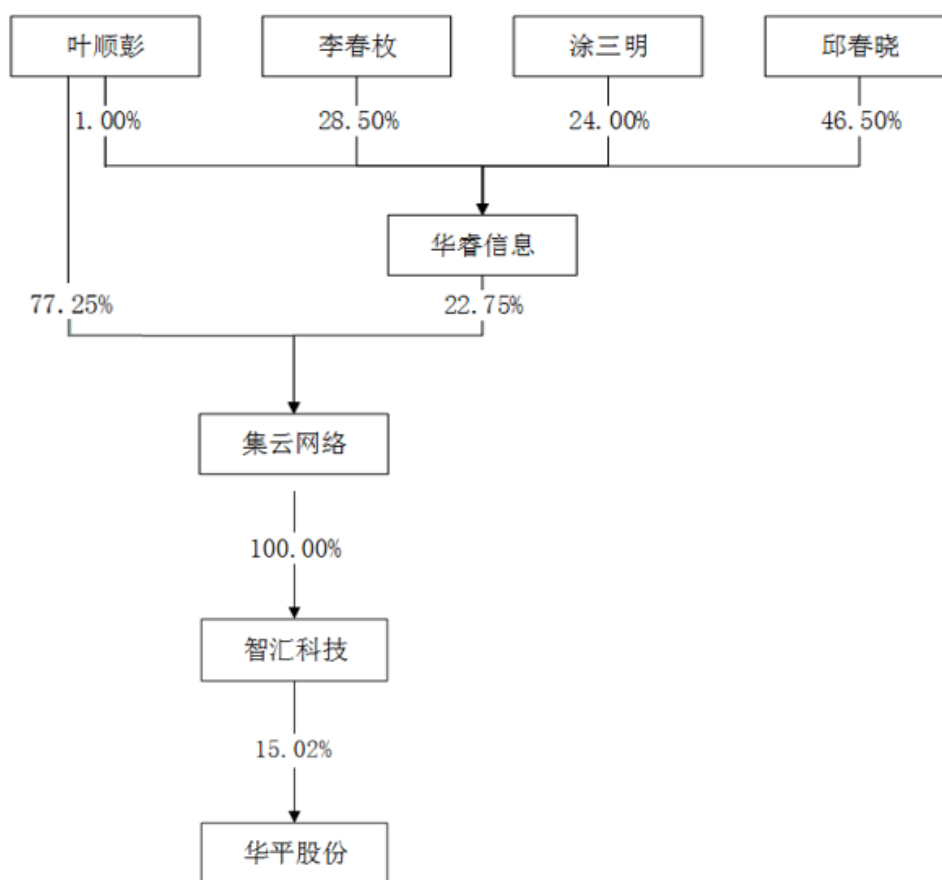 叶顺彭 李春枚 涂三明 邱春晓
1.00% 28.50% 24.00% 46.50%
华睿信息
77.25% 22.75%
集云网络
100.00%
智汇科技
15.02%
华平股份